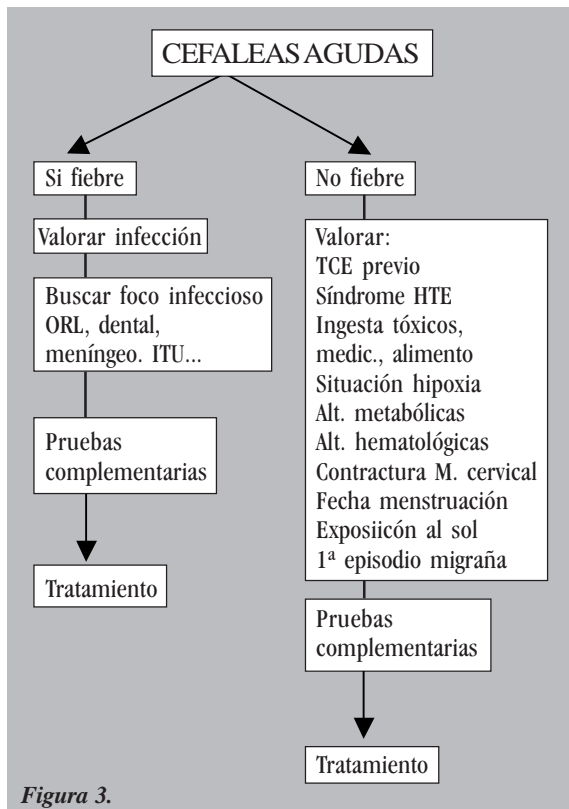 CEFALEAS AGUDAS
Si fiebre
Valorar infección
Buscar foco infeccioso
ORL, dental,
meníngeo. ITU...
Pruebas
complementarias
Tratamiento
No fiebre
Valorar:
TCE previo
Síndrome HTE
Ingesta tóxicos,
medic., alimento
Situación hipoxia
Alt. metabólicas
Alt. hematológicas
Contractura M. cervical
Fecha menstruación
Exposiicón al sol
1ª episodio migraña
Pruebas
complementarias
Tratamiento
Figura 3.